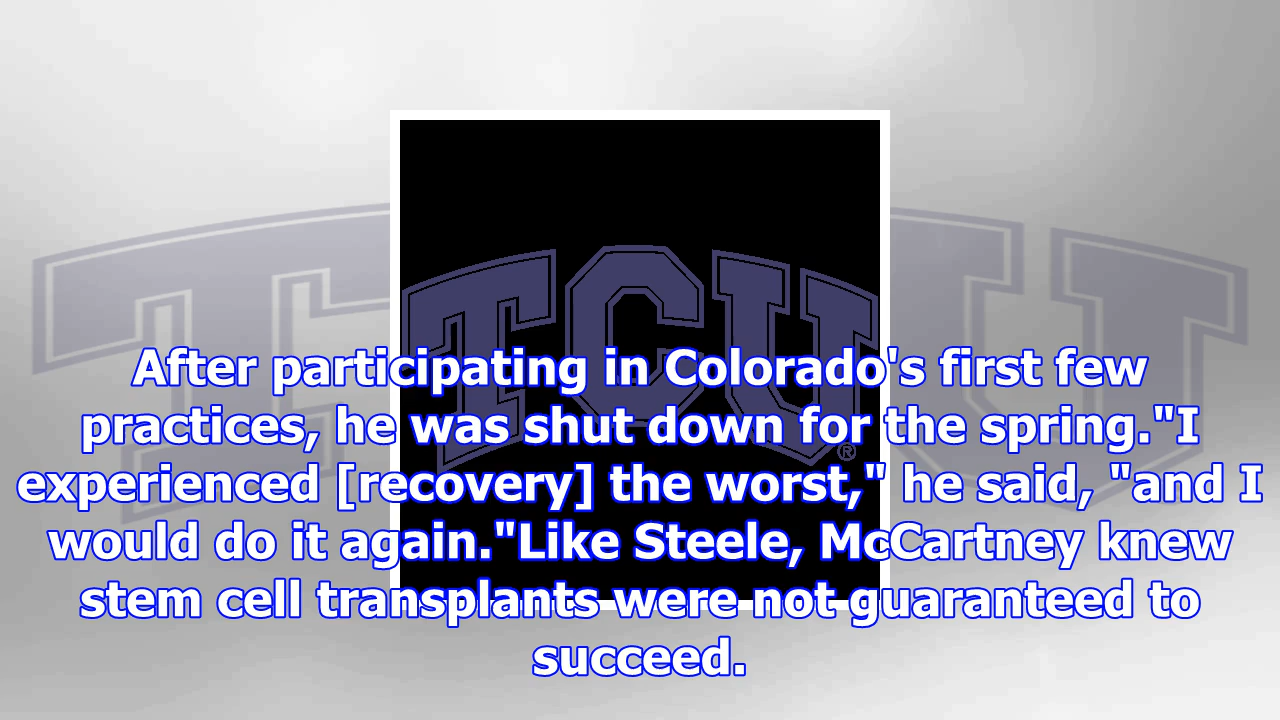 TCU
®
After participating in Colorado's first few
practices, he was shut down for the spring."I
experienced [recovery] the worst," he said, "and I
would do it again."Like Steele, McCartney knew
stem cell transplants were not guaranteed to
succeed.